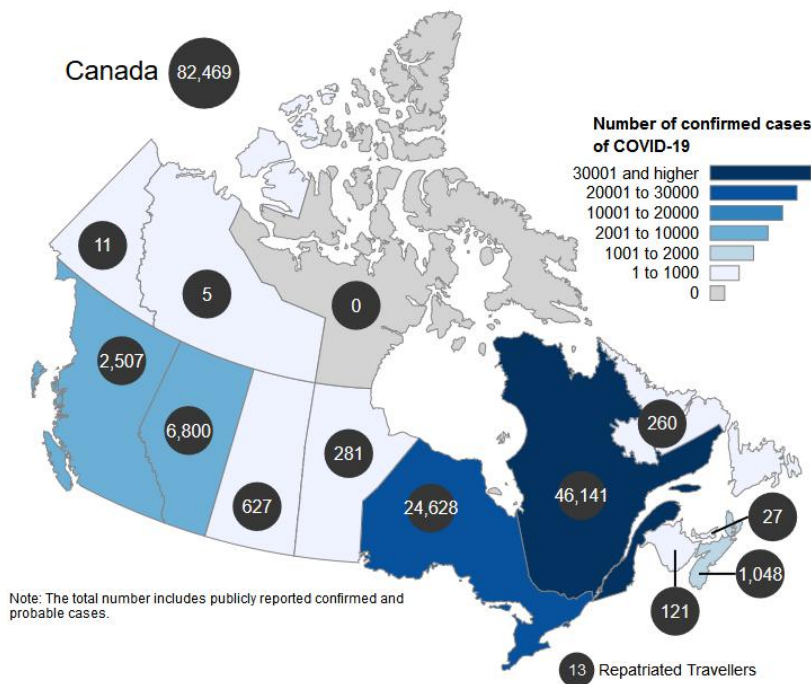 Canada 82,469
Number of confirmed cases
of COVID-19
30001 and higher
20001 to 30000
10001 to 20000
2001 to 10000
1001 to 2000
1 to 1000
0
11
5
0
2,507
6,800
627
281
24,628
46,141
260
27
1,048
121
Note: The total number includes publicly reported confirmed and
probable cases.
13 Repatriated Travellers